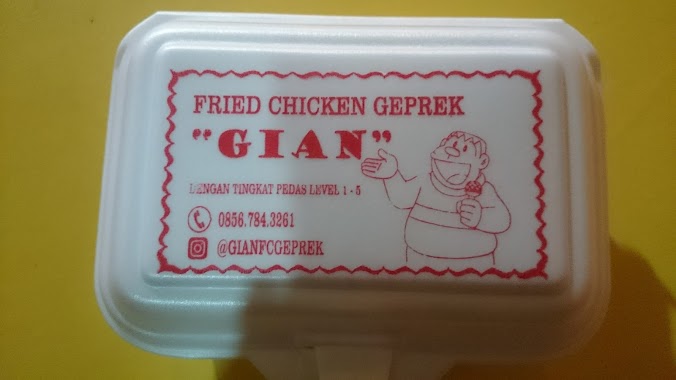 FRIED CHICKEN GEPREK
"GIAN"
DENGAN TINGKAT PEDAS LEVEL 1 - 5
0856.784.3261
@GIANFCGEPREK